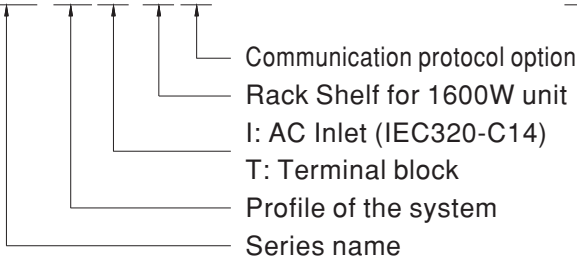 Communication protocol option
Rack Shelf for 1600W unit
I: AC Inlet (IEC320-C14)
T: Terminal block
Profile of the system
Series name